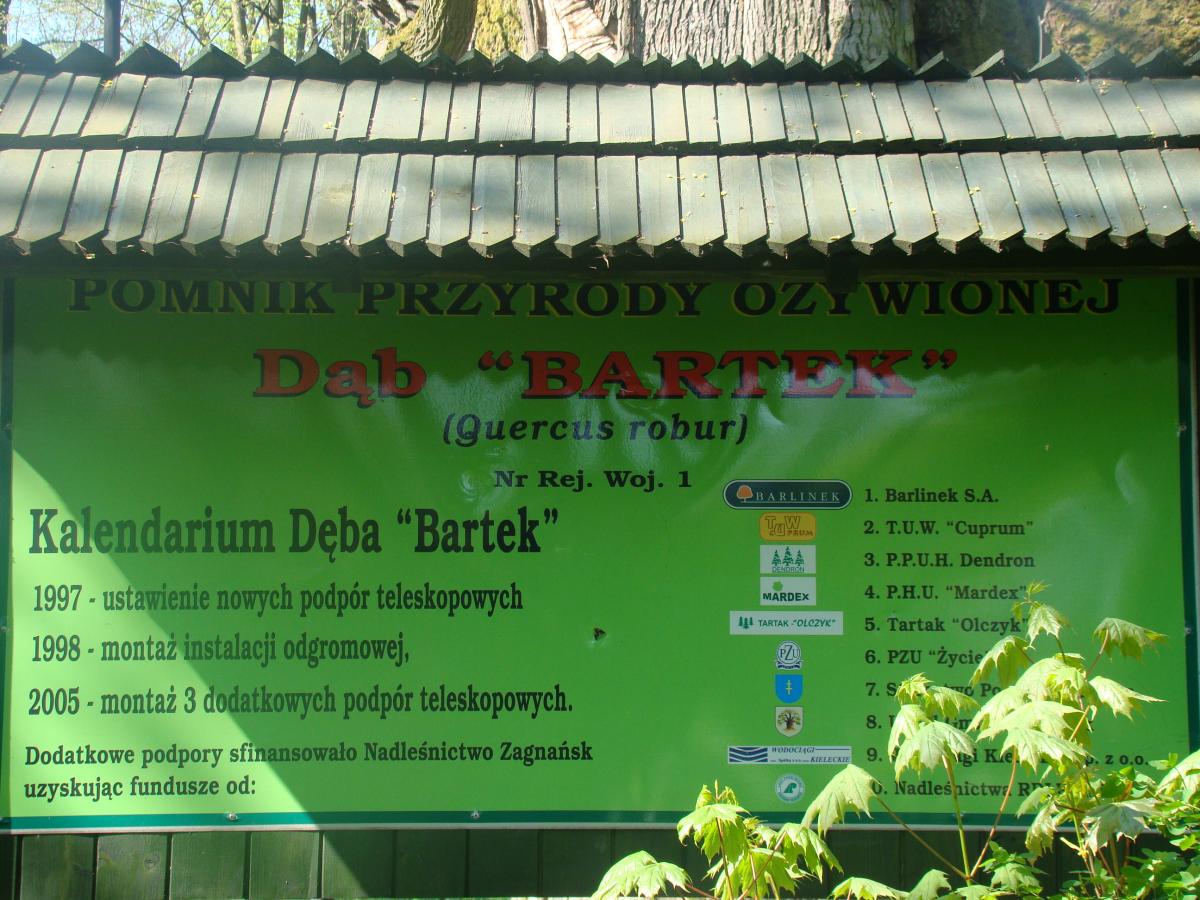 POMNIK PRZYRODY OŻYWIONEJ
Dąb “BARTEK”
(Quercus robur)
Nr Rej. Woj. 1
Kalendarium Dęba “Bartek”
1997 - ustawienie nowych podpór teleskopowych
1998 - montaż instalacji odgromowej,
2005 - montaż 3 dodatkowych podpór teleskopowych.
Dodatkowe podpory sfinansowało Nadleśnictwo Zagnańsk
uzyskując fundusze od:
BARLINEK 1. Barlinek S.A.
TUW CUPRUM 2. T.U.W. “Cuprum”
DENDRON 3. P.P.U.H. Dendron
MARDEX 4. P.H.U. “Mardex”
TARTAK -"OLCZYK" 5. Tartak “Olczyk”
PZU 6. PZU “Życie”
7.
8.
WODOCIĄGI KIELECKIE 9. z o.o.
Nadleśnictwa